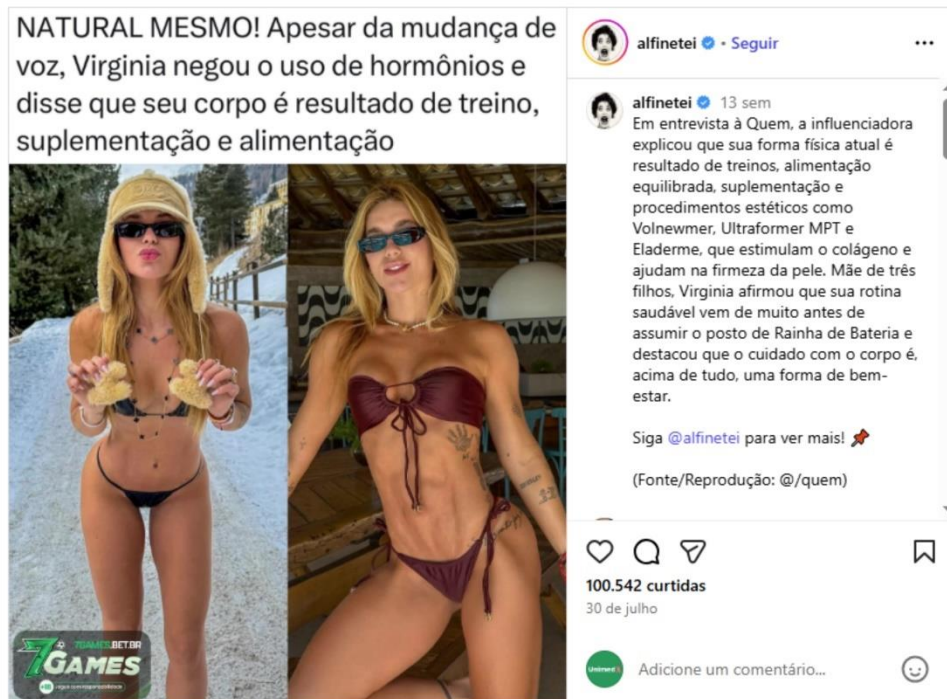 NATURAL MESMO! Apesar da mudança de
voz, Virginia negou o uso de hormônios e
disse que seu corpo é resultado de treino,
suplementação e alimentação
7GAMES.BET.BR
7GAMES
alfinetei • Seguir
alfinetei 13 sem
Em entrevista à Quem, a influenciadora
explicou que sua forma física atual é
resultado de treinos, alimentação
equilibrada, suplementação e
procedimentos estéticos como
Volnewmer, Ultraformer MPT e
Eladerme, que estimulam o colágeno e
ajudam na firmeza da pele. Mãe de três
filhos, Virginia afirmou que sua rotina
saudável vem de muito antes de
assumir o posto de Rainha de Bateria e
destacou que o cuidado com o corpo é,
acima de tudo, uma forma de bem-
estar.
Siga @alfinetei para ver mais! 📌
(Fonte/Reprodução: @/quem)
100.542 curtidas
30 de julho
Adicione um comentário...